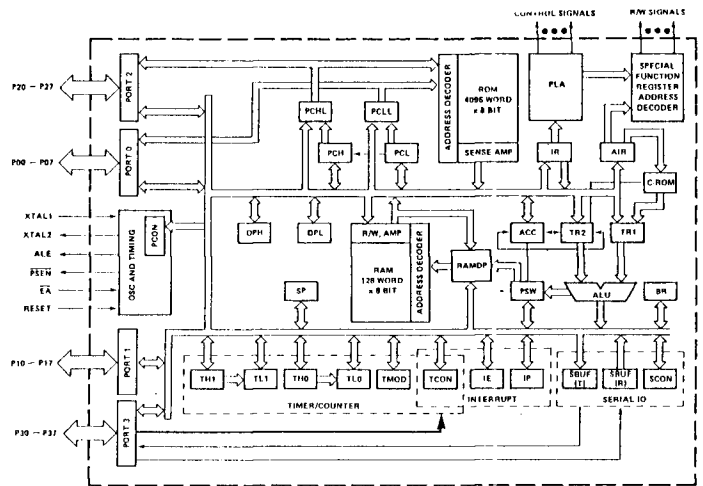 CONTROL SIGNALS
R/W SIGNALS
P20 – P27
PORT 2
PCHL
PCLL
ADDRESS DECODER
ROM
4096 WORD
x 8 BIT
SENSE AMP
PLA
SPECIAL
FUNCTION
REGISTER
ADDRESS
DECODER
P00 – P07
PORT 0
PCH
PCL
IR
AIR
C-ROM
XTAL1
XTAL2
ALE
PSEN
EA
RESET
OSC AND TIMING
PCON
DPH
DPL
R/W, AMP
RAM
128 WORD
x 8 BIT
ADDRESS DECODER
RAMDP
ACC
TR2
TR1
SP
PSW
ALU
BR
P10 – P17
PORT 1
TH1
TL1
TH0
TL0
TMOD
TCON
IE
IP
SBUF
(T)
SBUF
(R)
SCON
TIMER/COUNTER
INTERRUPT
SERIAL IO
P30 – P37
PORT 3